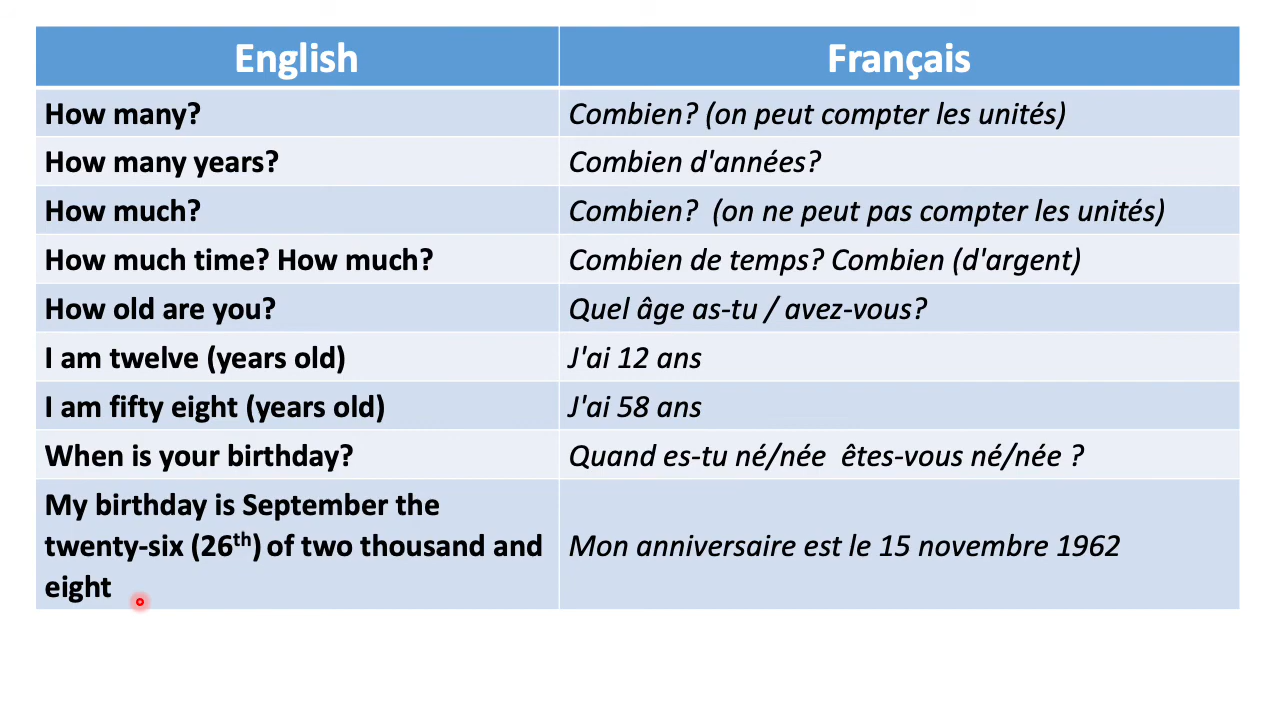 English Français
How many? Combien? (on peut compter les unités)
How many years? Combien d'années?
How much? Combien? (on ne peut pas compter les unités)
How much time? How much? Combien de temps? Combien (d'argent)
How old are you? Quel âge as-tu / avez-vous?
I am twelve (years old) J'ai 12 ans
I am fifty eight (years old) J'ai 58 ans
When is your birthday? Quand es-tu né/née êtes-vous né/née ?
My birthday is September the
twenty-six (26th) of two thousand and
eight
Mon anniversaire est le 15 novembre 1962